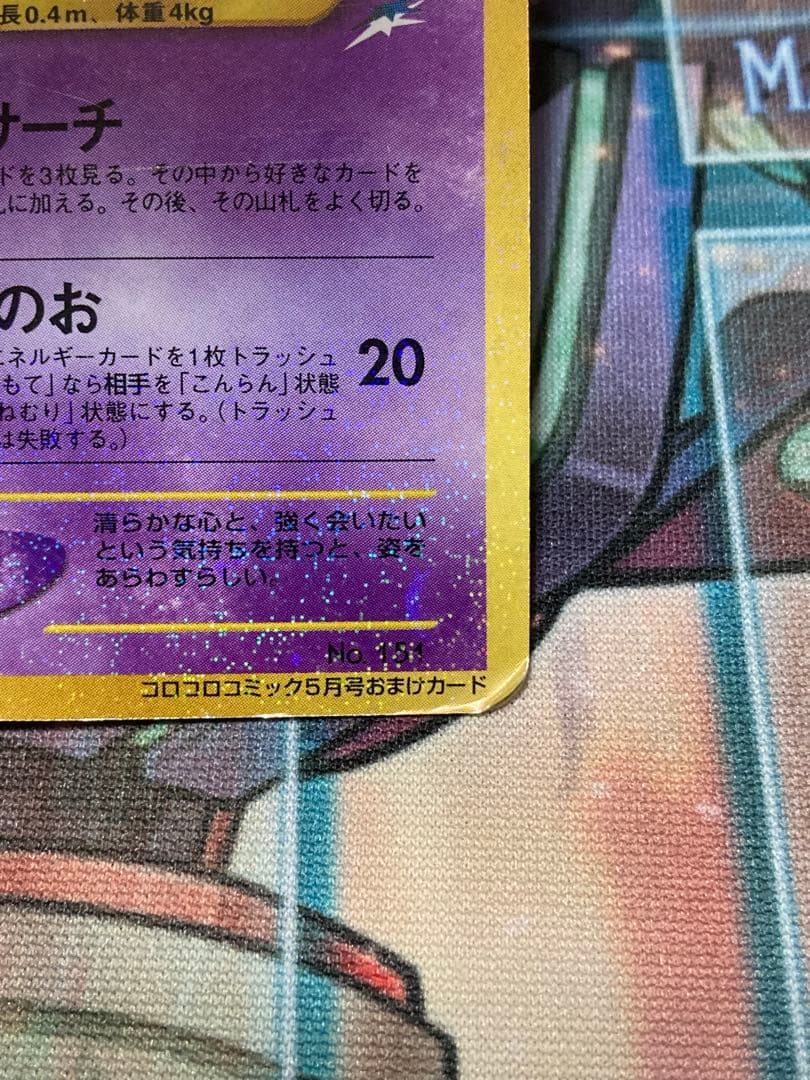 長0.4m、体重4kg
サーチ
ドを3枚見る。その中から好きなカードを
札に加える。その後、その山札をよく切る。
のお
エネルギーカードを1枚トラッシュ
もて」なら相手を「こんらん」状態
ねむり」状態にする。(トラッシュ
は失敗する。)
20
清らかな心と、強く会いたい
という気持ちを持つと、姿を
あらわすらしい。
No. 151
コロコロコミック5月号おまけカード
M